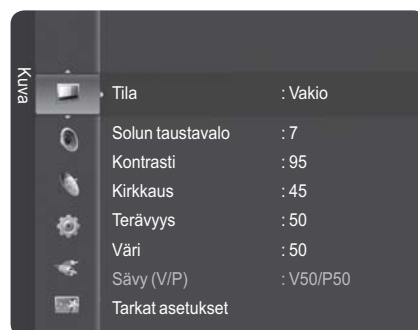 Kuva
Tila : Vakio
Solun taustavalo : 7
Kontrasti : 95
Kirkkaus : 45
Terävyys : 50
Väri : 50
Sävy (V/P) : V50/P50
Tarkat asetukset